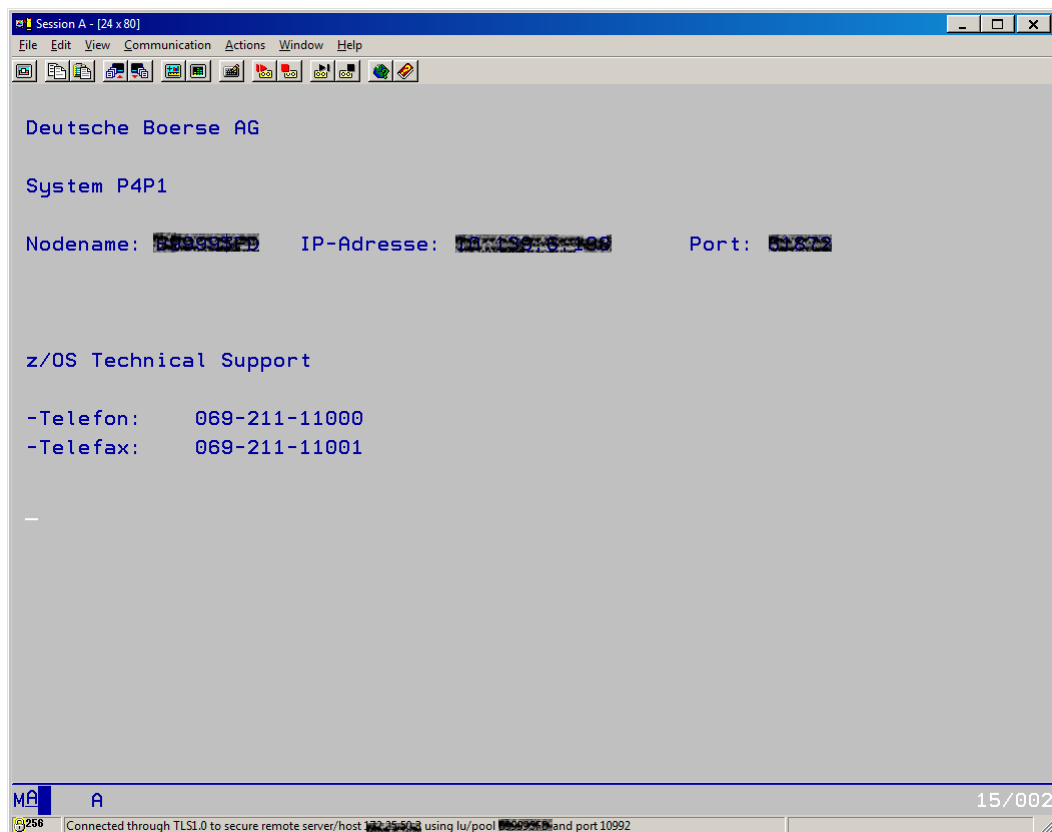 Session A - [24 x 80]
File Edit View Communication Actions Window Help
Deutsche Boerse AG
System P4P1
Nodename: IP-Adresse: Port:
z/OS Technical Support
-Telefon: 069-211-11000
-Telefax: 069-211-11001
MA A 15/002
256 Connected through TLS1.0 to secure remote server/host using lu/pool and port 10992